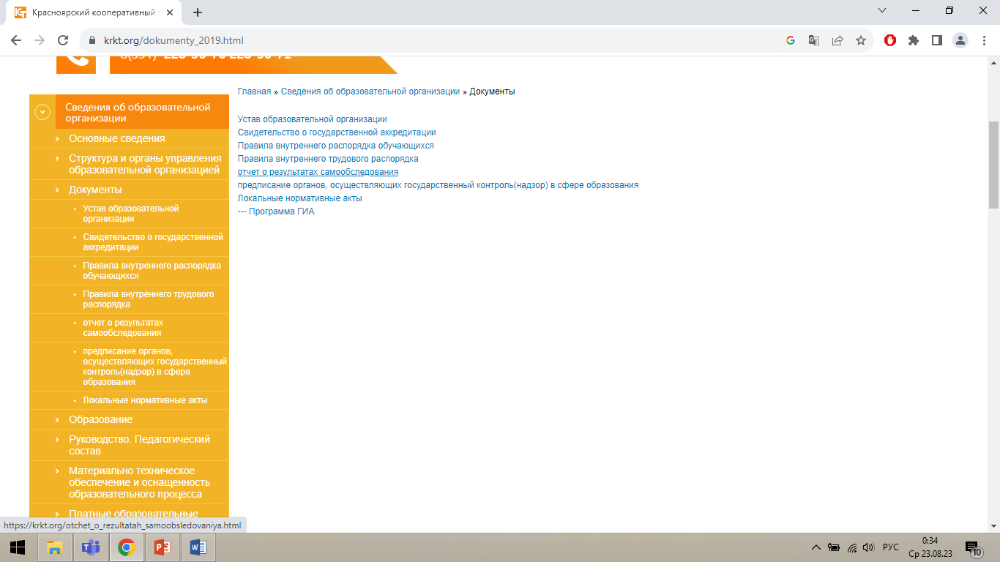 Красноярский кооперативный
krkt.org/dokumenty_2019.html
Главная » Сведения об образовательной организации » Документы
Сведения об образовательной
организации
Основные сведения
Структура и органы управления
образовательной организацией
Документы
Устав образовательной
организации
Свидетельство о государственной
аккредитации
Правила внутреннего распорядка
обучающихся
Правила внутреннего трудового
распорядка
отчет о результатах
самообследования
предписание органов,
осуществляющих государственный
контроль(надзор) в сфере
образования
Локальные нормативные акты
Образование
Руководство. Педагогический
состав
Материально техническое
обеспечение и оснащенность
образовательного процесса
Платные образовательные
Устав образовательной организации
Свидетельство о государственной аккредитации
Правила внутреннего распорядка обучающихся
Правила внутреннего трудового распорядка
отчет о результатах самообследования
предписание органов, осуществляющих государственный контроль(надзор) в сфере образования
Локальные нормативные акты
--- Программа ГИА
https://krkt.org/otchet_o_rezultatah_samoobsledovaniya.html
РУС
0:34
Ср 23.08.23
10